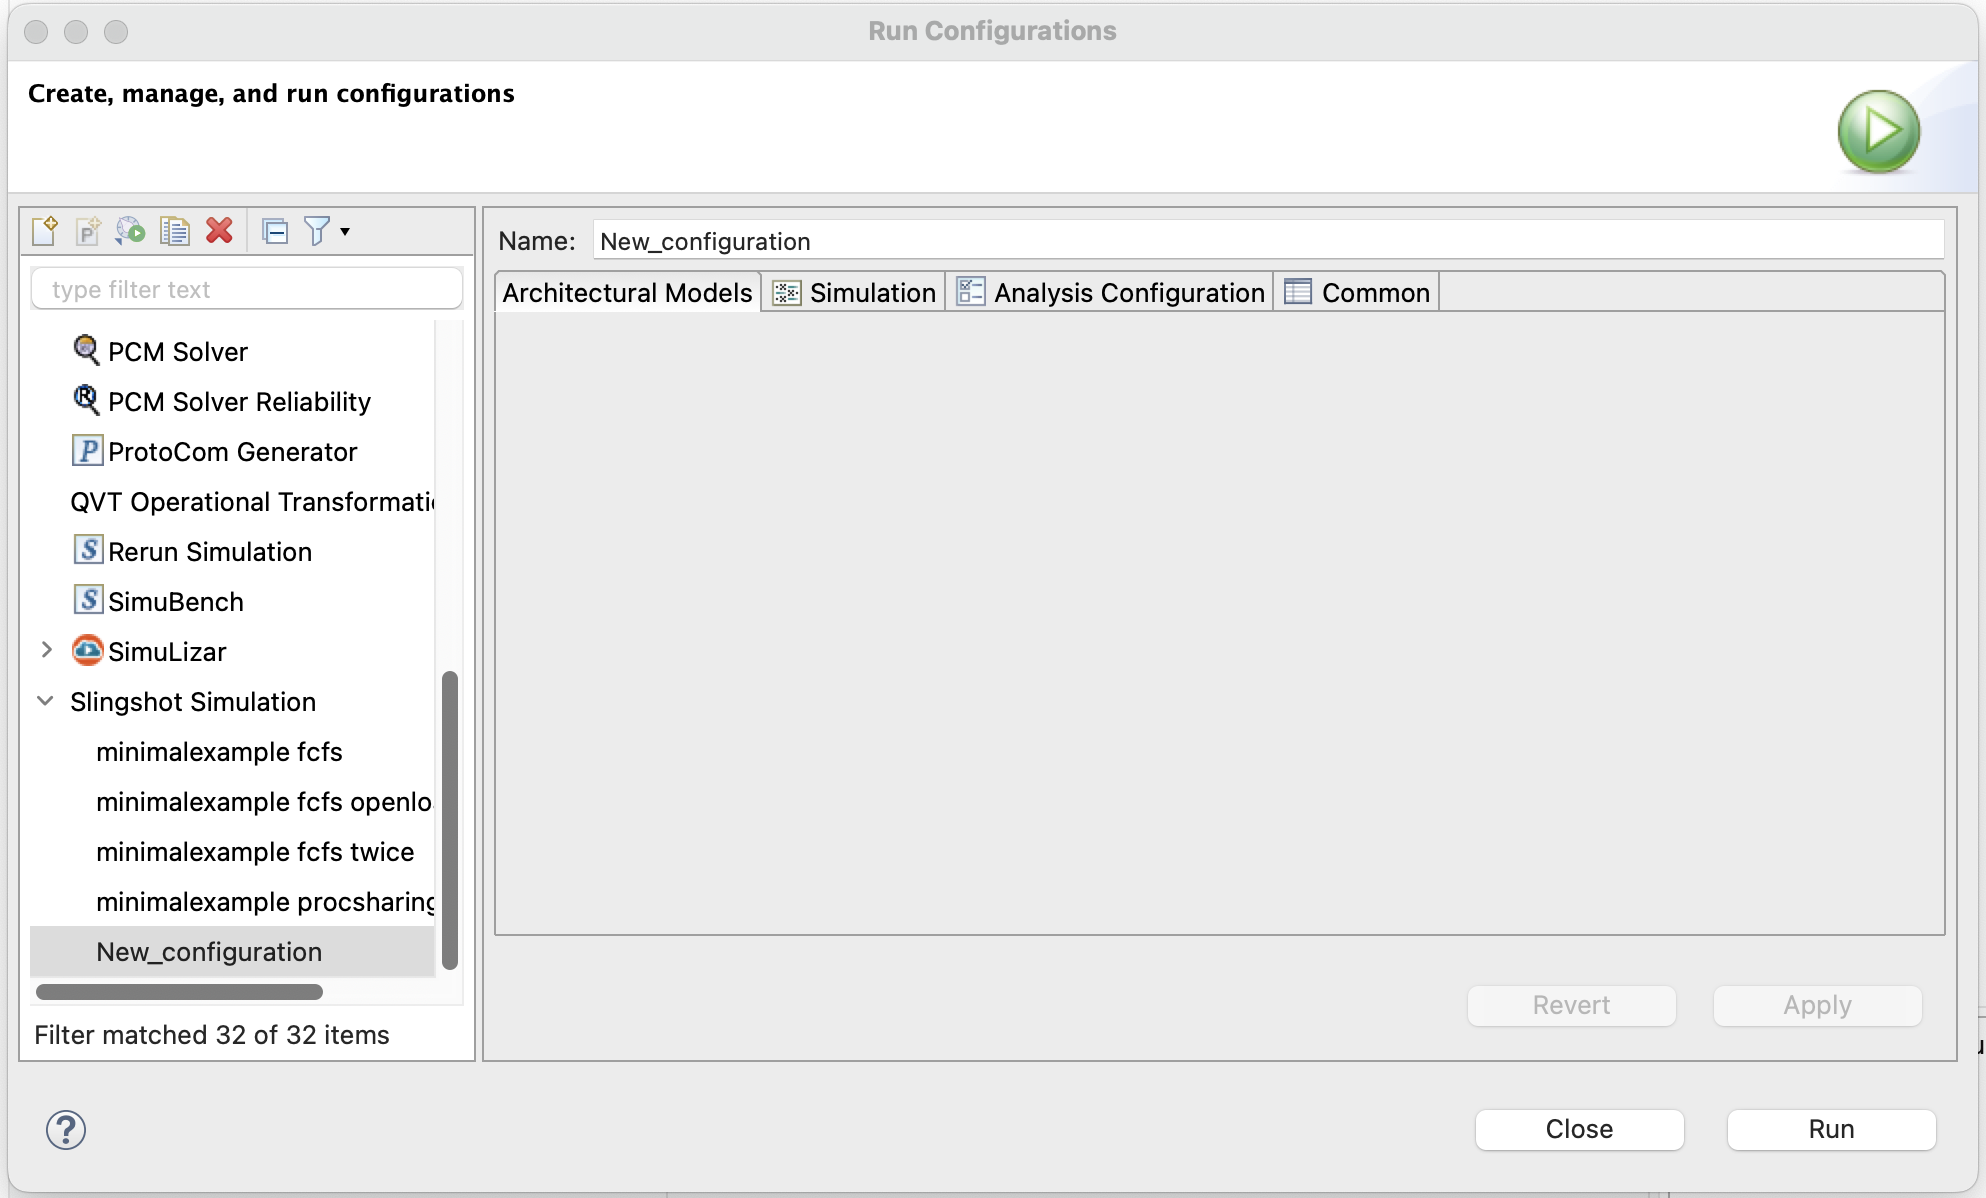 Run Configurations
Create, manage, and run configurations
type filter text
PCM Solver
PCM Solver Reliability
ProtoCom Generator
QVT Operational
Rerun Simulation
SimuBench
SimuLizar
Slingshot Simulation
minimalexample fcfs
minimalexample fcfs openlo
minimalexample fcfs twice
minimalexample procsharing
New_configuration
Filter matched 32 of 32 items
Name: New_configuration
Architectural Models Simulation Analysis Configuration Common
Revert Apply
Close Run